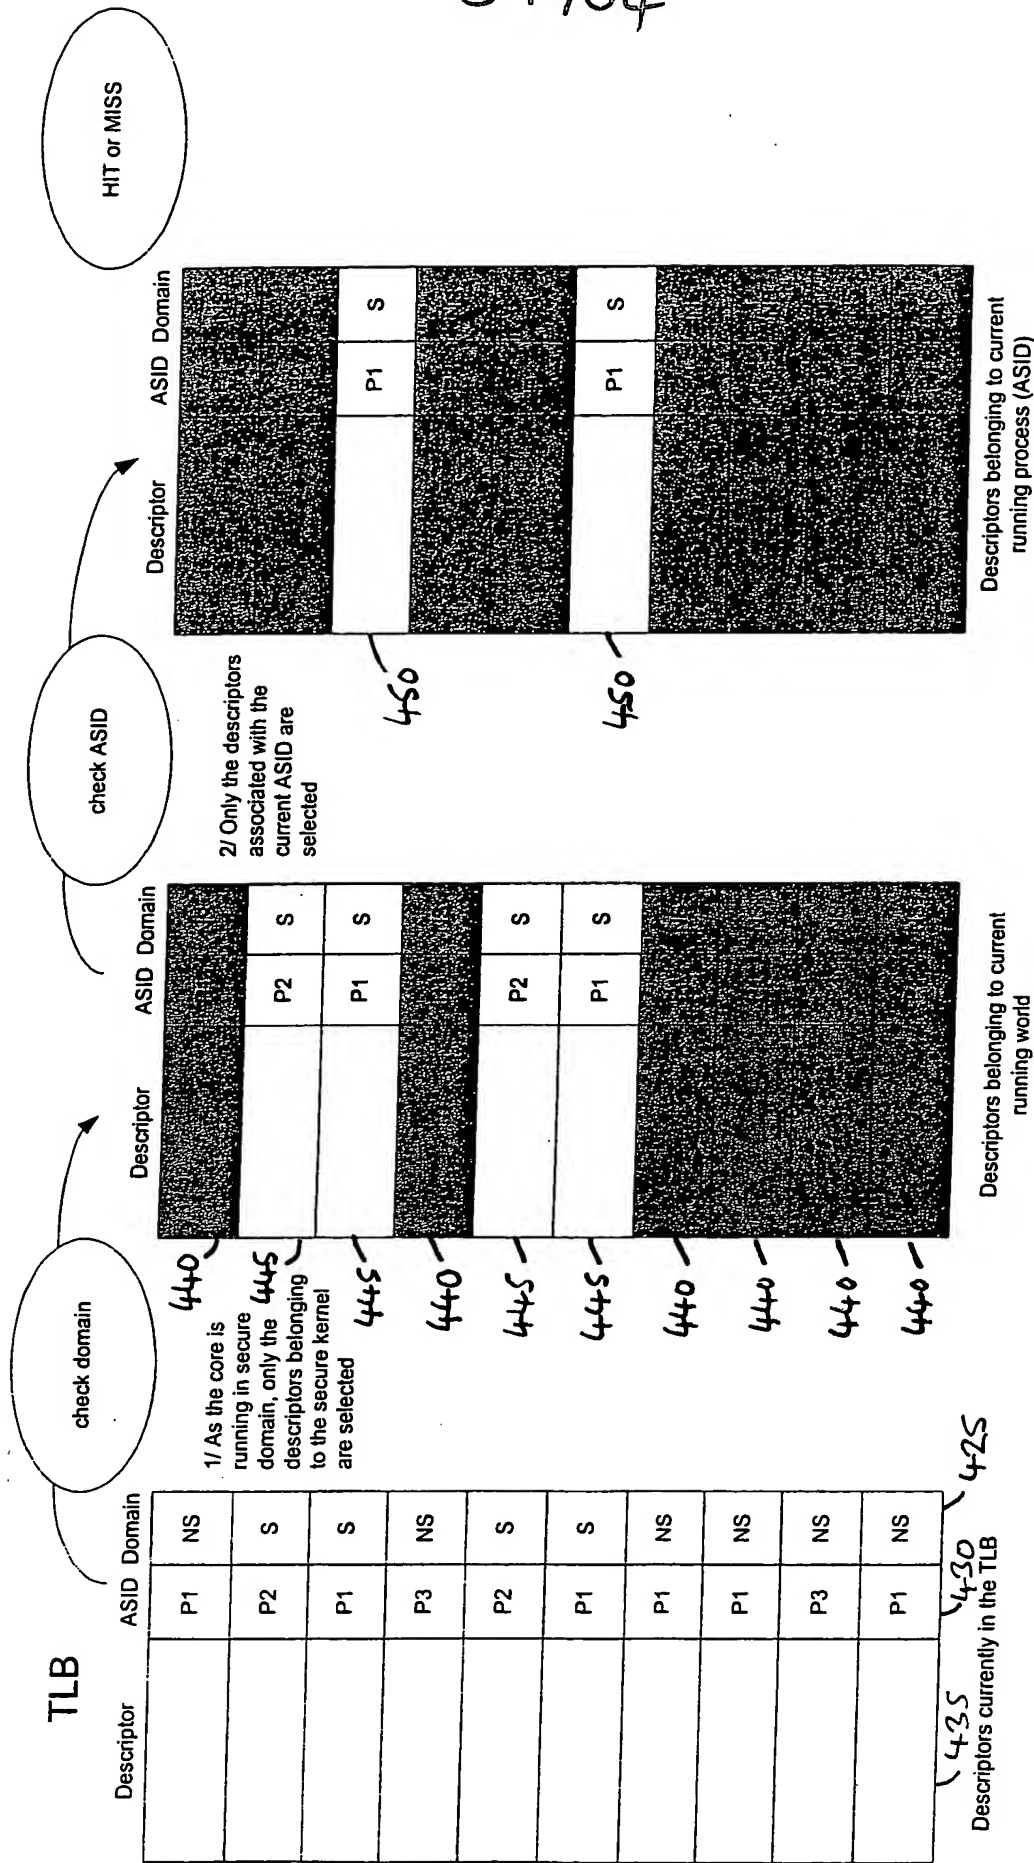 TLB
Descriptor ASID Domain
P1 NS
P2 S
P1 S
P3 NS
P2 S
P1 S
P1 NS
P1 NS
P3 NS
P1 NS
435 430 425
Descriptors currently in the TLB
check domain
1/ As the core is
running in secure
domain, only the
descriptors belonging
to the secure kernel
are selected
440
445
445
440
445
445
440
440
440
440
Descriptor ASID Domain
P2 S
P1 S
P2 S
P1 S
Descriptors belonging to current
running world
check ASID
2/ Only the descriptors
associated with the
current ASID are
selected
450
450
Descriptor ASID Domain
P1 S
P1 S
Descriptors belonging to current
running process (ASID)
HIT or MISS